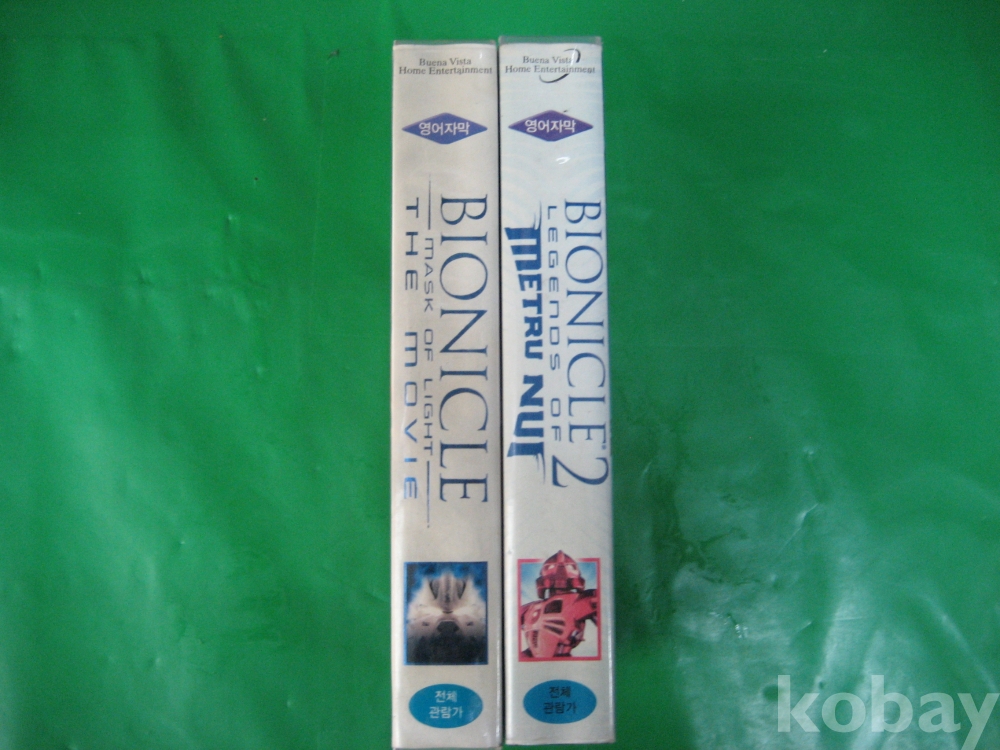 Buena Vista
Home Entertainment
영어자막
BIONICLE
MASK OF LIGHT
THE MOVIE
전체
관람가
Buena Vista
Home Entertainment
영어자막
BIONICLE® 2
LEGENDS OF
METRU NUI
전체
관람가
kobay